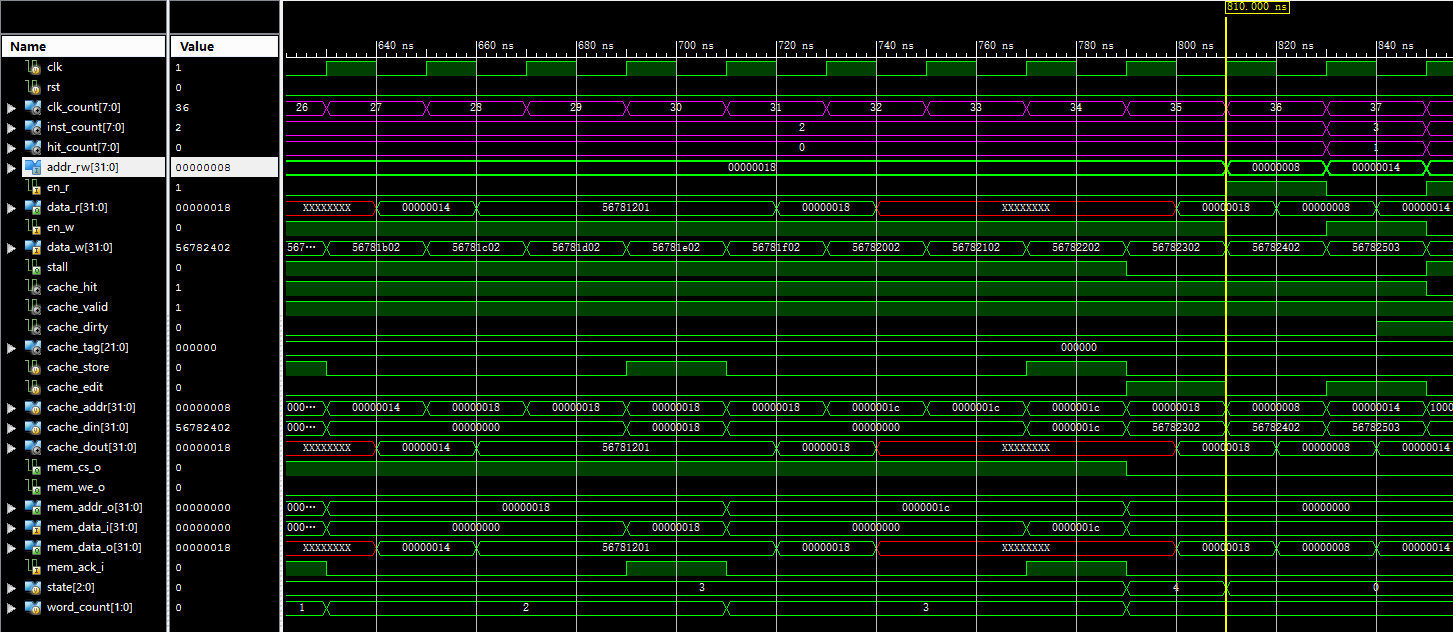 810.000 ns
Name Value 640 ns 660 ns 680 ns 700 ns 720 ns 740 ns 760 ns 780 ns 800 ns 820 ns 840 ns
clk 1
rst 0
clk_count[7:0] 36 26 27 28 29 30 31 32 33 34 35 36 37
inst_count[7:0] 2 2 3
hit_count[7:0] 0 0 1
addr_rw[31:0] 00000008 00000018 00000008 00000014
en_r 1
data_r[31:0] 00000018 XXXXXXXX 00000014 56781201 00000018 XXXXXXXX 00000018 00000008 00000014
en_w 0
data_w[31:0] 56782402 567... 56781b02 56781c02 56781d02 56781e02 56781f02 56782002 56782102 56782202 56782302 56782402 56782503
stall 0
cache_hit 1
cache_valid 1
cache_dirty 0
cache_tag[21:0] 000000 000000
cache_store 0
cache_edit 0
cache_addr[31:0] 00000008 000... 00000014 00000018 00000018 00000018 00000018 0000001c 0000001c 0000001c 00000018 00000008 00000014 1000
cache_din[31:0] 56782402 000... 00000000 00000018 00000000 0000001c 56782302 56782402 56782503
cache_dout[31:0] 00000018 XXXXXXXX 00000014 56781201 00000018 XXXXXXXX 00000018 00000008 00000014
mem_cs_o 0
mem_we_o 0
mem_addr_o[31:0] 00000000 000... 00000018 0000001c 00000000
mem_data_i[31:0] 00000000 000... 00000000 00000018 00000000 0000001c 00000000
mem_data_o[31:0] 00000018 XXXXXXXX 00000014 56781201 00000018 XXXXXXXX 00000018 00000008 00000014
mem_ack_i 0
state[2:0] 0 3 4 0
word_count[1:0] 0 1 2 3 0